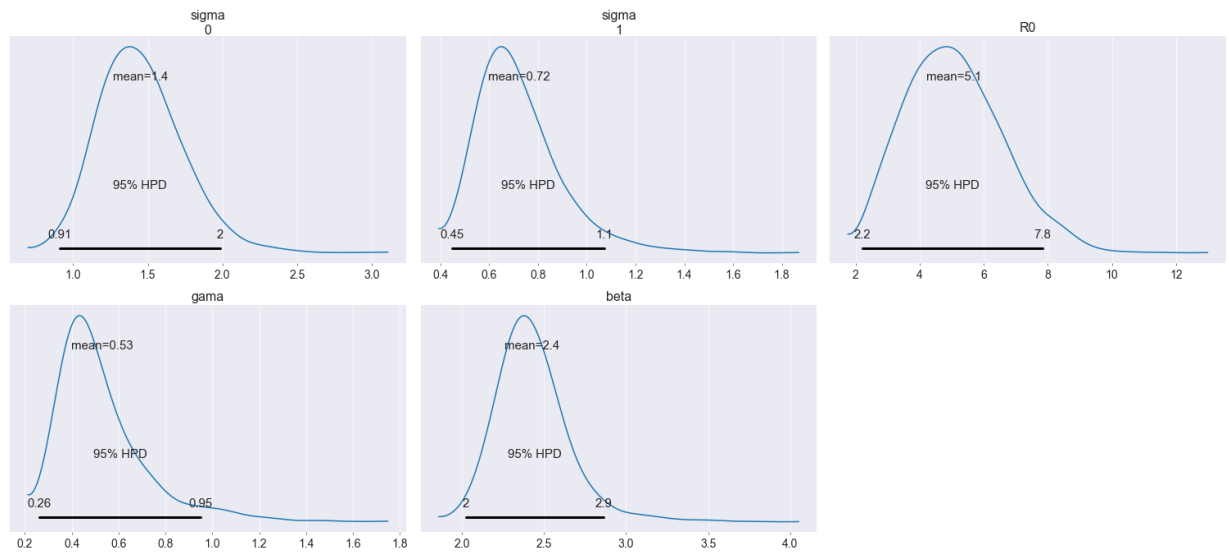 sigma
0
mean=1.4
95% HPD
0.91 2
1.0 1.5 2.0 2.5 3.0
sigma
1
mean=0.72
95% HPD
0.45 1.1
0.4 0.6 0.8 1.0 1.2 1.4 1.6 1.8
R0
mean=5.1
95% HPD
2.2 7.8
2 4 6 8 10 12
gama
mean=0.53
95% HPD
0.26 0.95
0.2 0.4 0.6 0.8 1.0 1.2 1.4 1.6 1.8
beta
mean=2.4
95% HPD
2 2.9
2.0 2.5 3.0 3.5 4.0